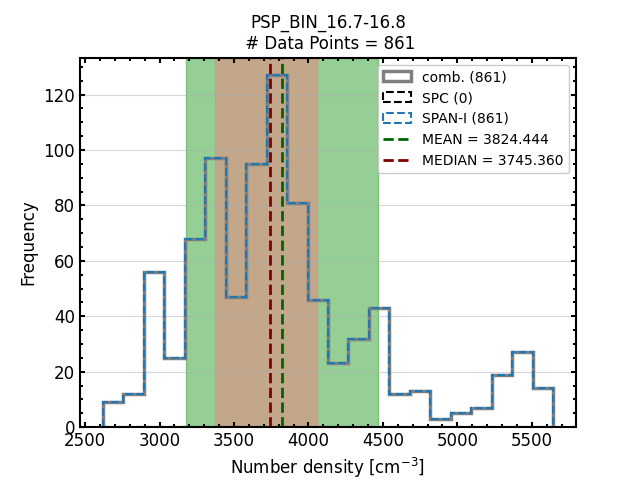 PSP_BIN_16.7-16.8
# Data Points = 861
comb. (861)
SPC (0)
SPAN-I (861)
MEAN = 3824.444
MEDIAN = 3745.360
Frequency
120
100
80
60
40
20
0
2500 3000 3500 4000 4500 5000 5500
Number density [cm⁻³]